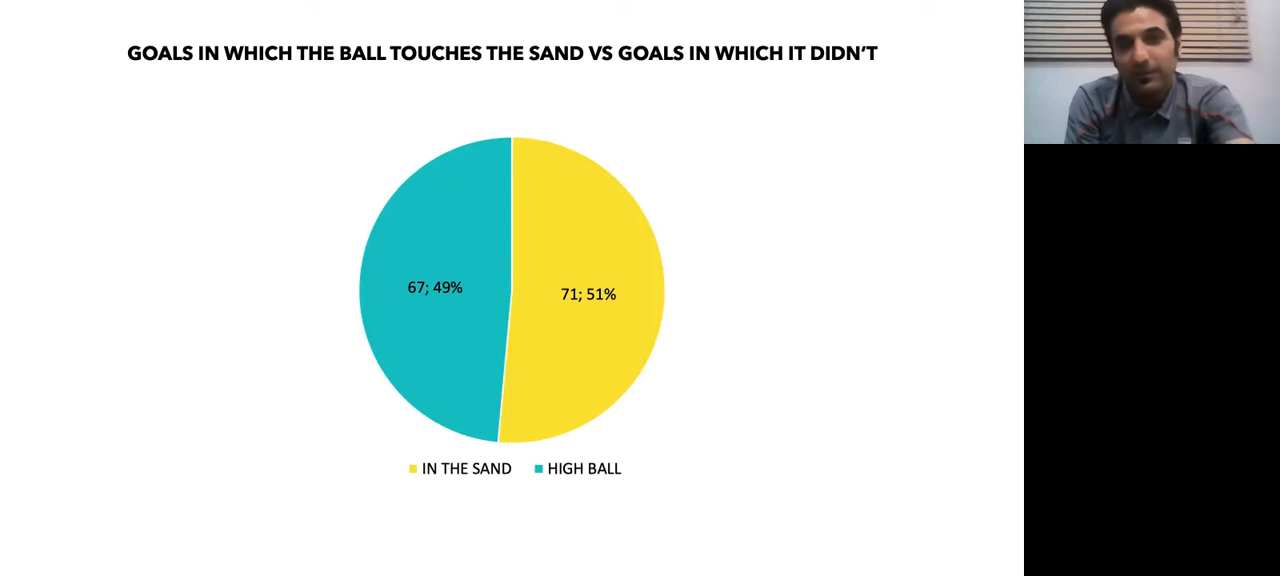 GOALS IN WHICH THE BALL TOUCHES THE SAND VS GOALS IN WHICH IT DIDN’T
67; 49%
71; 51%
IN THE SAND
HIGH BALL